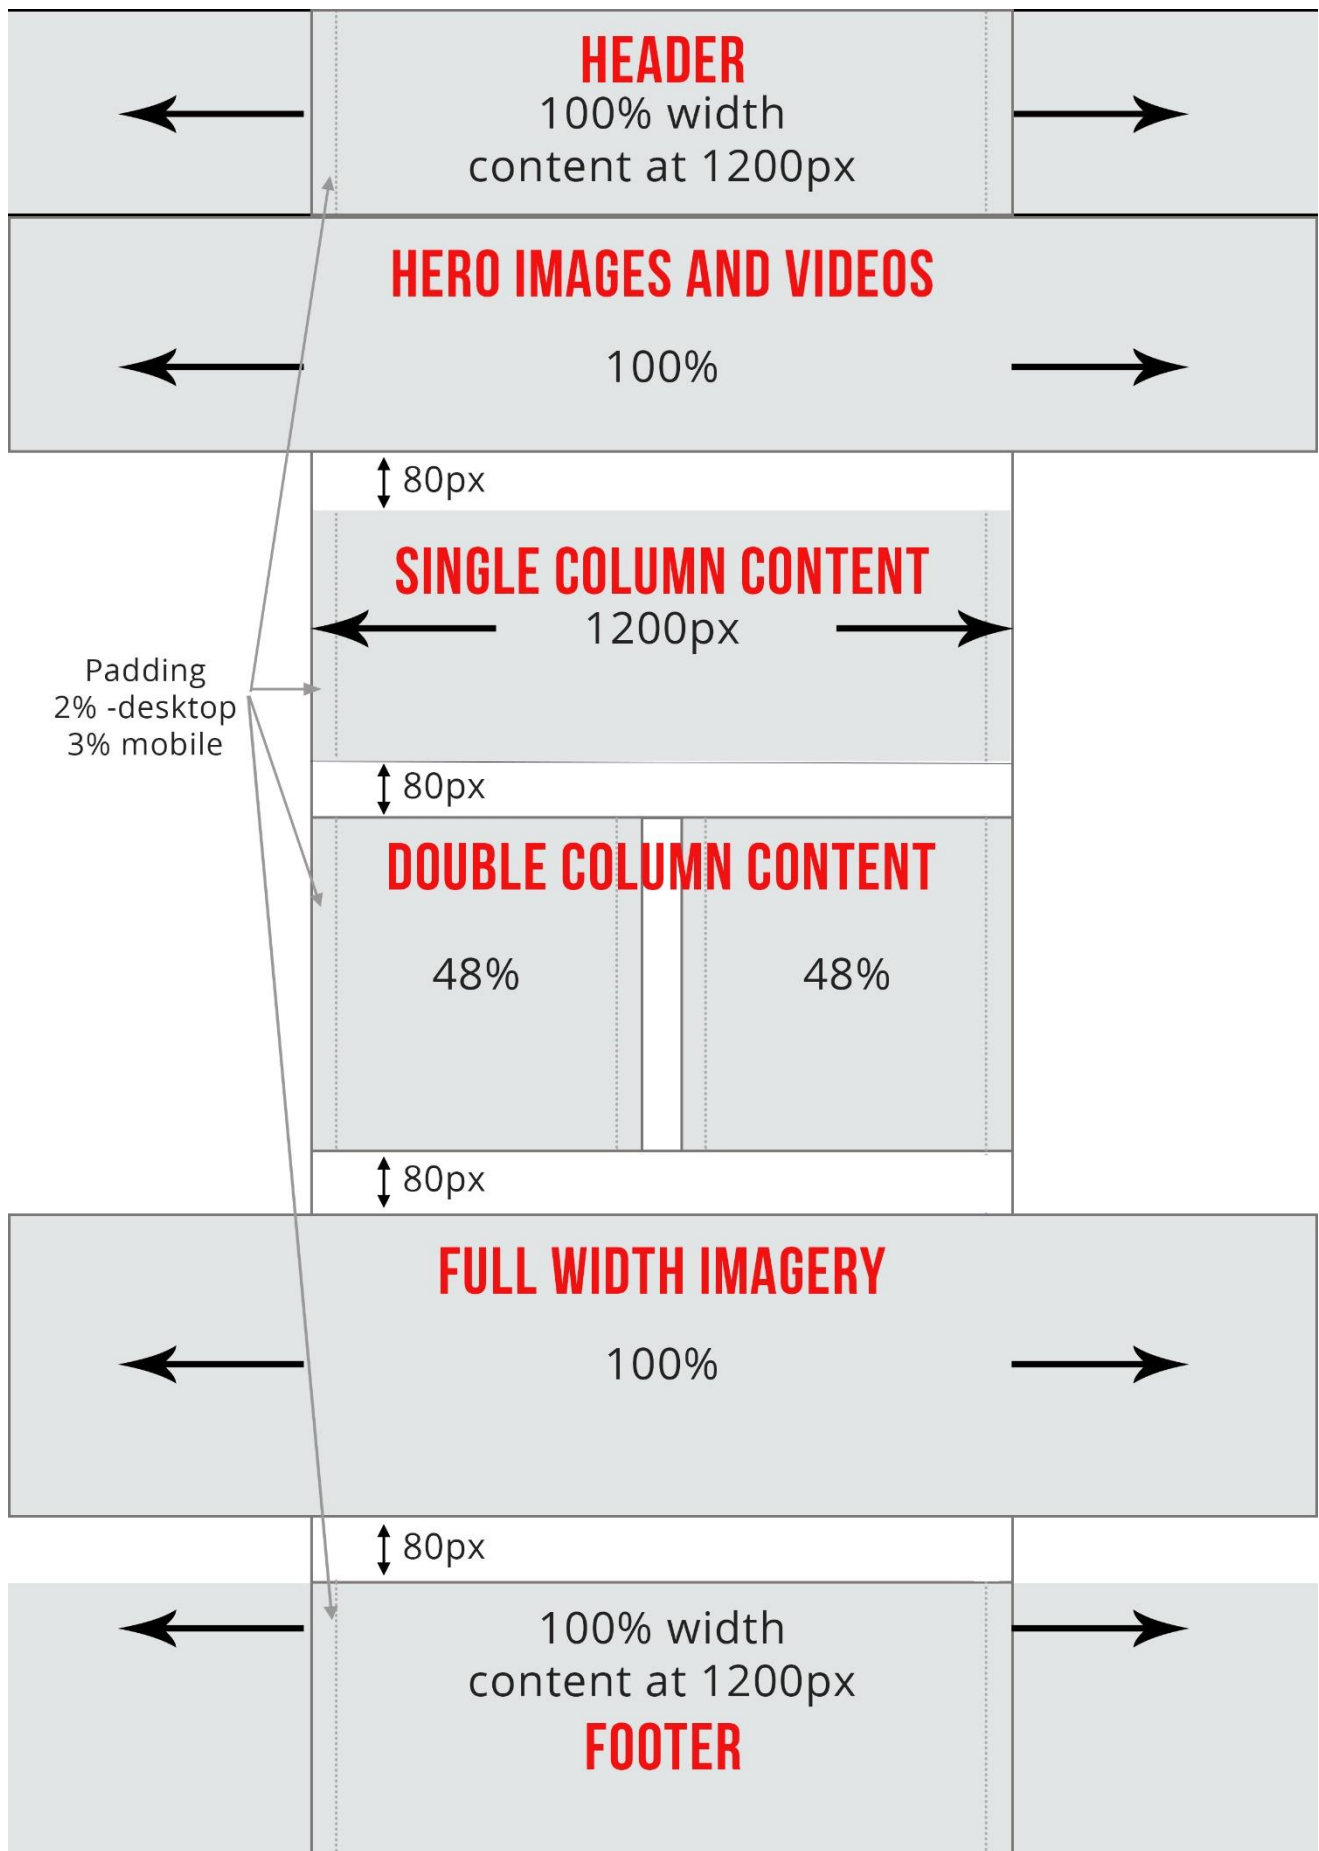 HEADER
100% width
content at 1200px
HERO IMAGES AND VIDEOS
100%
80px
SINGLE COLUMN CONTENT
1200px
Padding
2% -desktop
3% mobile
80px
DOUBLE COLUMN CONTENT
48%
48%
80px
FULL WIDTH IMAGERY
100%
80px
100% width
content at 1200px
FOOTER